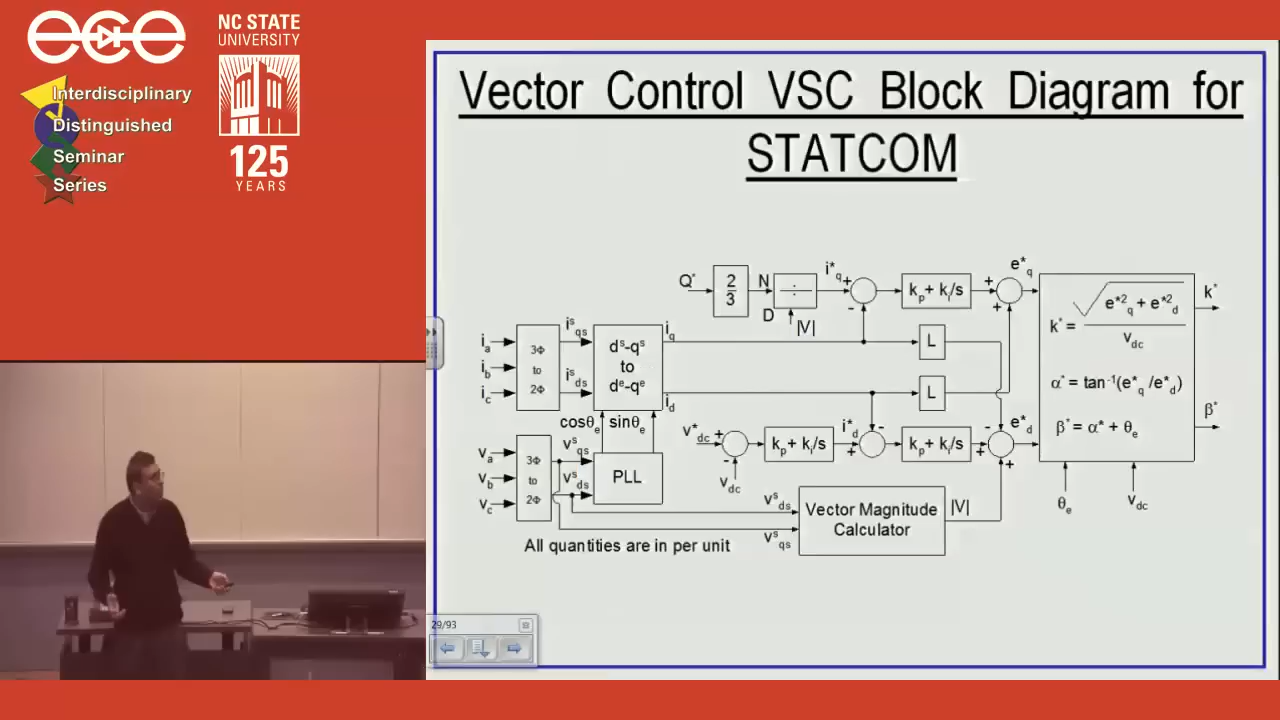 ece
Interdisciplinary
Distinguished
Seminar
Series
NC STATE
UNIVERSITY
125
YEARS
Vector Control VSC Block Diagram for
STATCOM
Q*
2
3
N
D
÷
|V|
i*q
+
-
kp+ ki/s
+
+
e*q
k* = √e*²q + e*²d
vdc
α* = tan⁻¹(e*q /e*d)
β* = α* + θe
k*
β*
θe
vdc
ia
ib
ic
3Φ
to
2Φ
isqs
isds
ds-qs
to
de-qe
iq
id
L
L
cosθe sinθe
va
vb
vc
3Φ
to
2Φ
vsqs
vsds
PLL
v*dc
+
-
vdc
kp+ ki/s
i*d
+
-
kp+ ki/s
-
+
+
e*d
vsds
vsqs
Vector Magnitude
Calculator
|V|
All quantities are in per unit
29/93